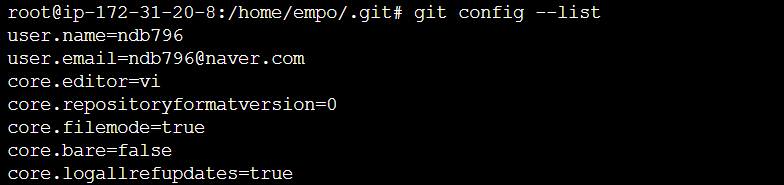 root@ip-172-31-20-8:/home/empo/.git# git config --list
user.name=ndb796
user.email=ndb796@naver.com
core.editor=vi
core.repositoryformatversion=0
core.filemode=true
core.bare=false
core.logallrefupdates=true